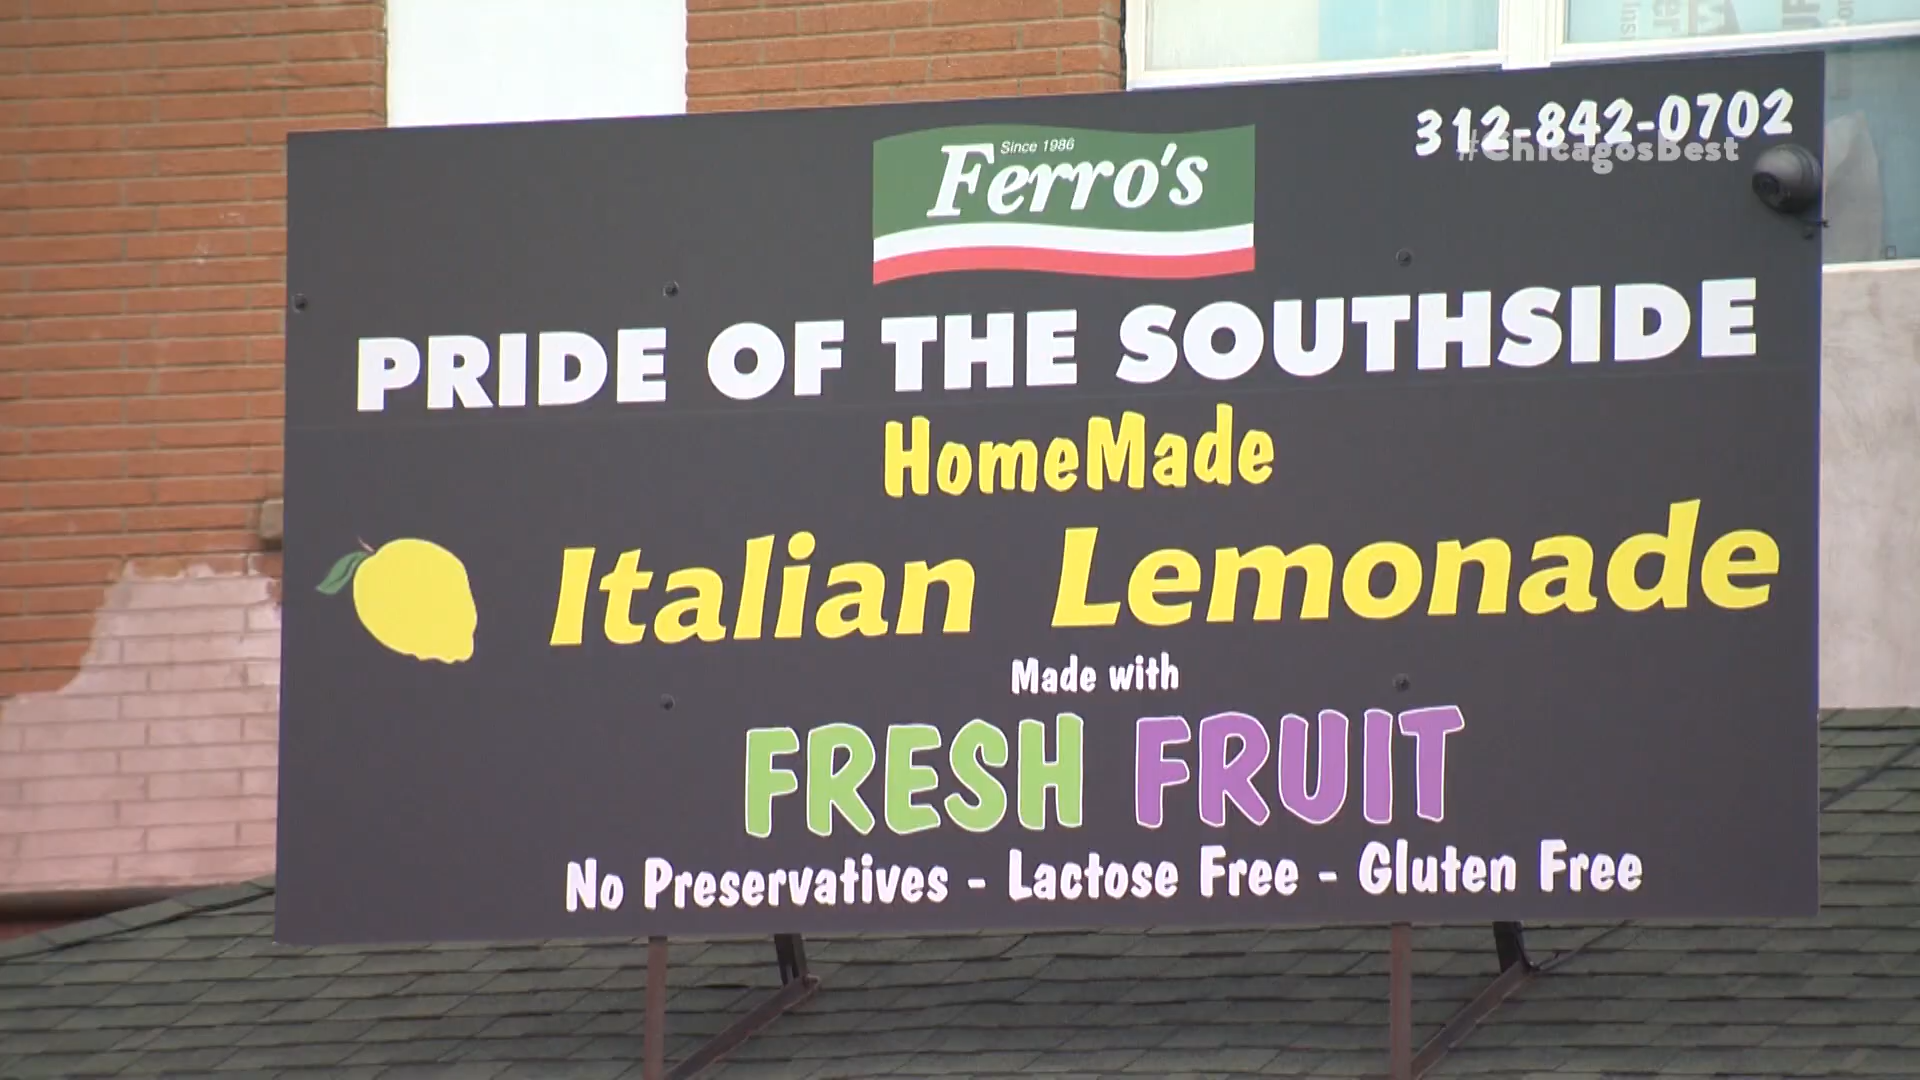 312-842-0702
#ChicagosBest
Since 1986
Ferro's
PRIDE OF THE SOUTHSIDE
HomeMade
Italian Lemonade
Made with
FRESH FRUIT
No Preservatives - Lactose Free - Gluten Free